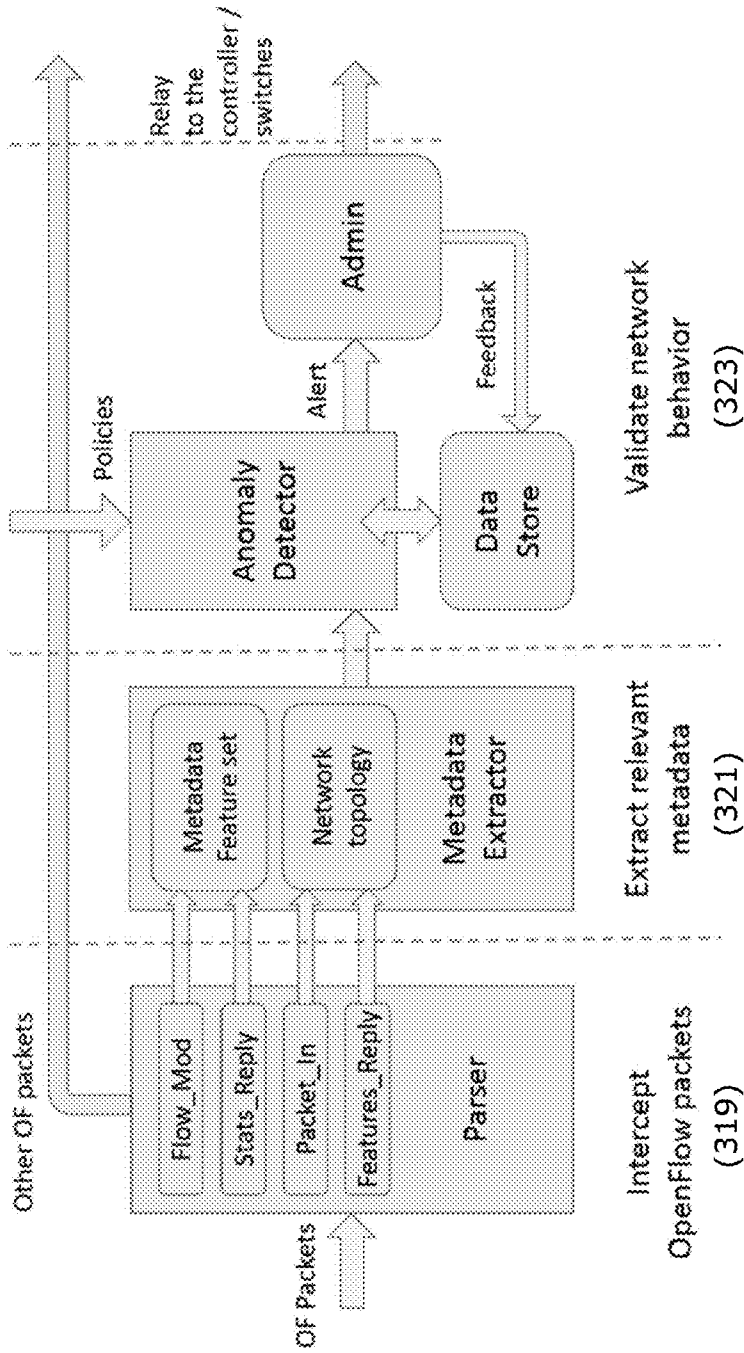 Other OF packets
OF Packets
Flow_Mod
Stats_Reply
Packet_In
Features_Reply
Parser
Intercept
OpenFlow packets
(319)
Metadata
Feature set
Network
topology
Metadata
Extractor
Extract relevant
metadata
(321)
Policies
Anomaly
Detector
Data
Store
Alert
Feedback
Admin
Validate network
behavior
(323)
Relay
to the
controller /
switches